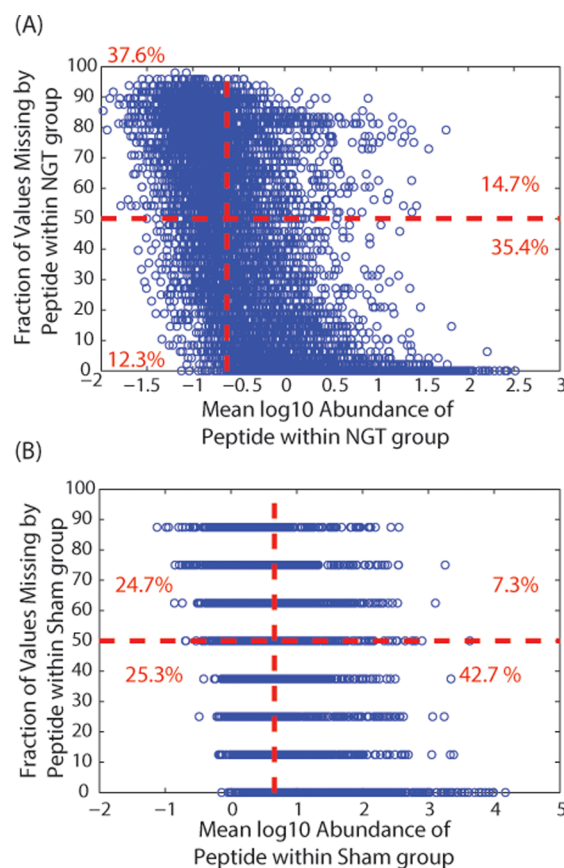 (A)
37.6%
100
90
80
70
60
50
40
30
20
10
0
14.7%
35.4%
12.3%
Fraction of Values Missing by
Peptide within NGT group
−2 −1.5 −1 −0.5 0 0.5 1 1.5 2 2.5 3
Mean log10 Abundance of
Peptide within NGT group
(B)
100
90
80
70
60
50
40
30
20
10
0
24.7% 7.3%
25.3% 42.7 %
Fraction of Values Missing by
Peptide within Sham group
−2 −1 0 1 2 3 4 5
Mean log10 Abundance of
Peptide within Sham group